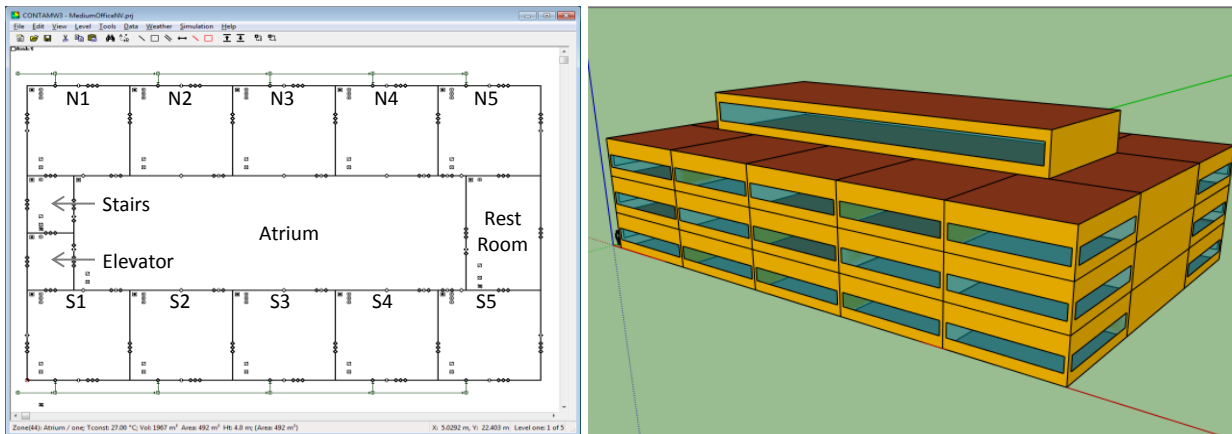 CONTAMW3 - MediumOfficeNV.prj
File Edit View Level Tools Data Weather Simulation Help
N1 N2 N3 N4 N5
Stairs
Atrium
Rest
Room
Elevator
S1 S2 S3 S4 S5
Zone(44): Atrium / one; Tconst: 27.00 °C; Vol: 1967 m³ Area: 492 m² Ht: 4.0 m; (Area: 492 m²) X: 5.0292 m, Y: 22.403 m Level one: 1 of 5